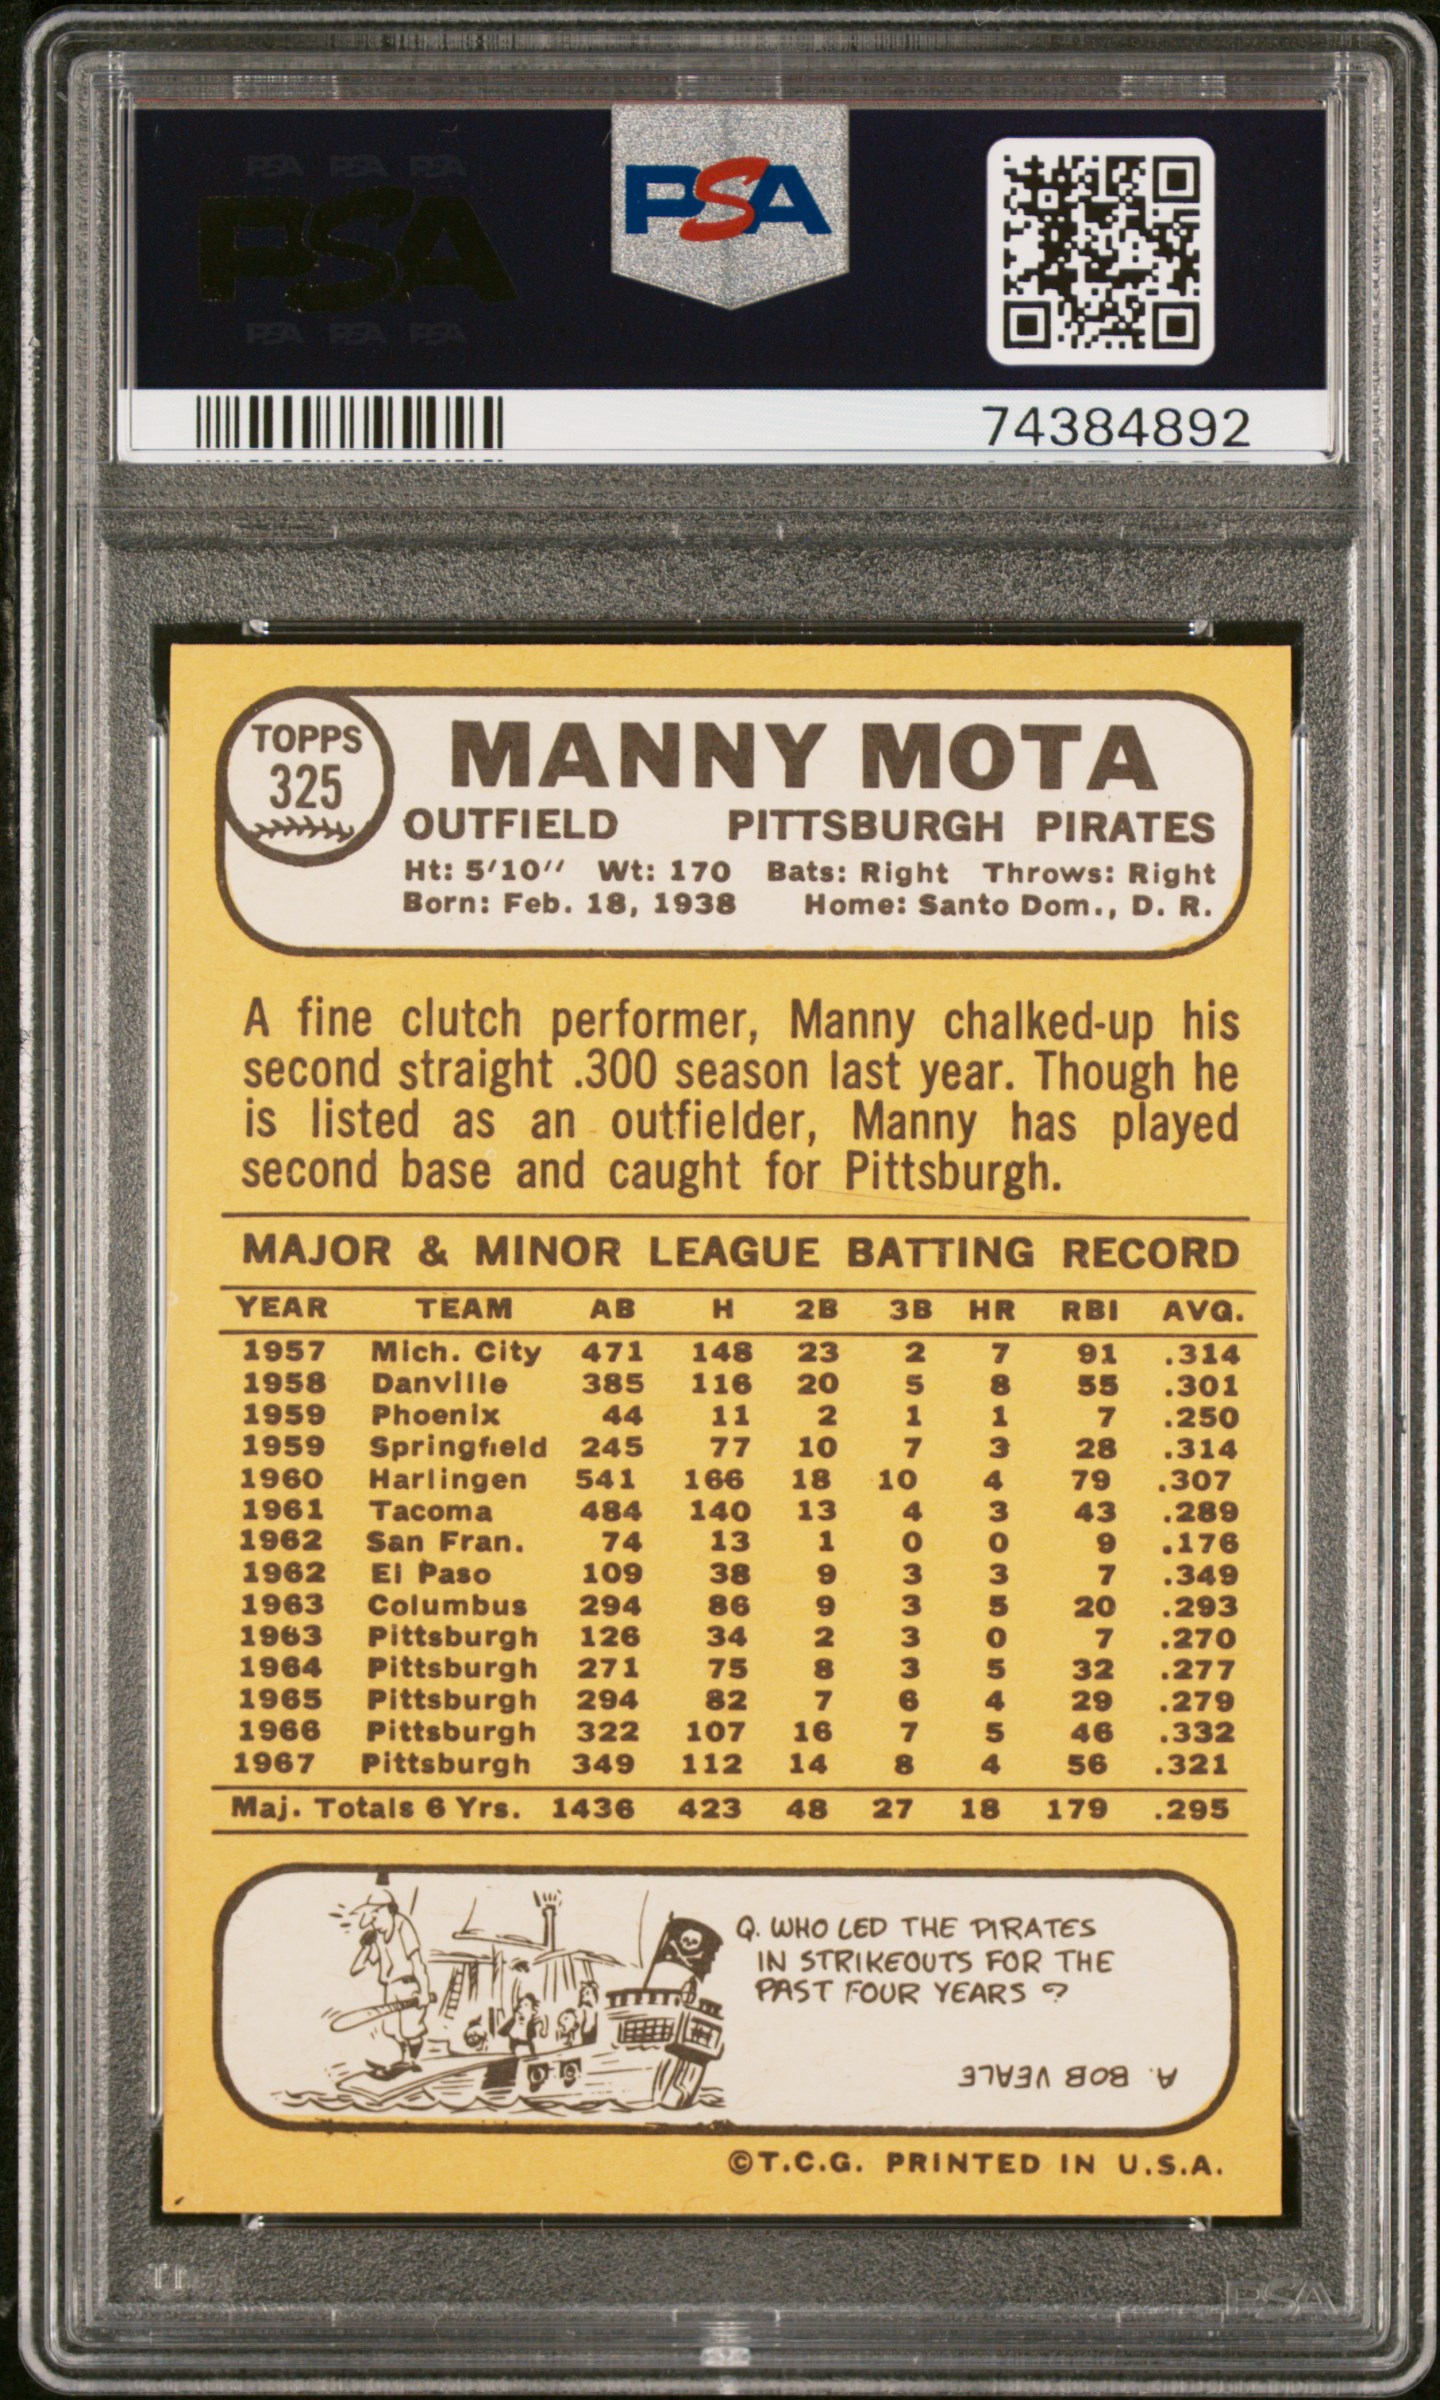 PSA PSA PSA
PSA
PSA PSA PSA
PSA
74384892
TOPPS
325
MANNY MOTA
OUTFIELD PITTSBURGH PIRATES
Ht: 5'10'' Wt: 170 Bats: Right Throws: Right
Born: Feb. 18, 1938 Home: Santo Dom., D. R.
A fine clutch performer, Manny chalked-up his
second straight .300 season last year. Though he
is listed as an outfielder, Manny has played
second base and caught for Pittsburgh.
MAJOR & MINOR LEAGUE BATTING RECORD
YEAR TEAM AB H 2B 3B HR RBI AVG.
1957 Mich. City 471 148 23 2 7 91 .314
1958 Danville 385 116 20 5 8 55 .301
1959 Phoenix 44 11 2 1 1 7 .250
1959 Springfield 245 77 10 7 3 28 .314
1960 Harlingen 541 166 18 10 4 79 .307
1961 Tacoma 484 140 13 4 3 43 .289
1962 San Fran. 74 13 1 0 0 9 .176
1962 El Paso 109 38 9 3 3 7 .349
1963 Columbus 294 86 9 3 5 20 .293
1963 Pittsburgh 126 34 2 3 0 7 .270
1964 Pittsburgh 271 75 8 3 5 32 .277
1965 Pittsburgh 294 82 7 6 4 29 .279
1966 Pittsburgh 322 107 16 7 5 46 .332
1967 Pittsburgh 349 112 14 8 4 56 .321
Maj. Totals 6 Yrs. 1436 423 48 27 18 179 .295
Q. WHO LED THE PIRATES
IN STRIKEOUTS FOR THE
PAST FOUR YEARS ?
A. BOB VEALE
©T.C.G. PRINTED IN U.S.A.
PSA